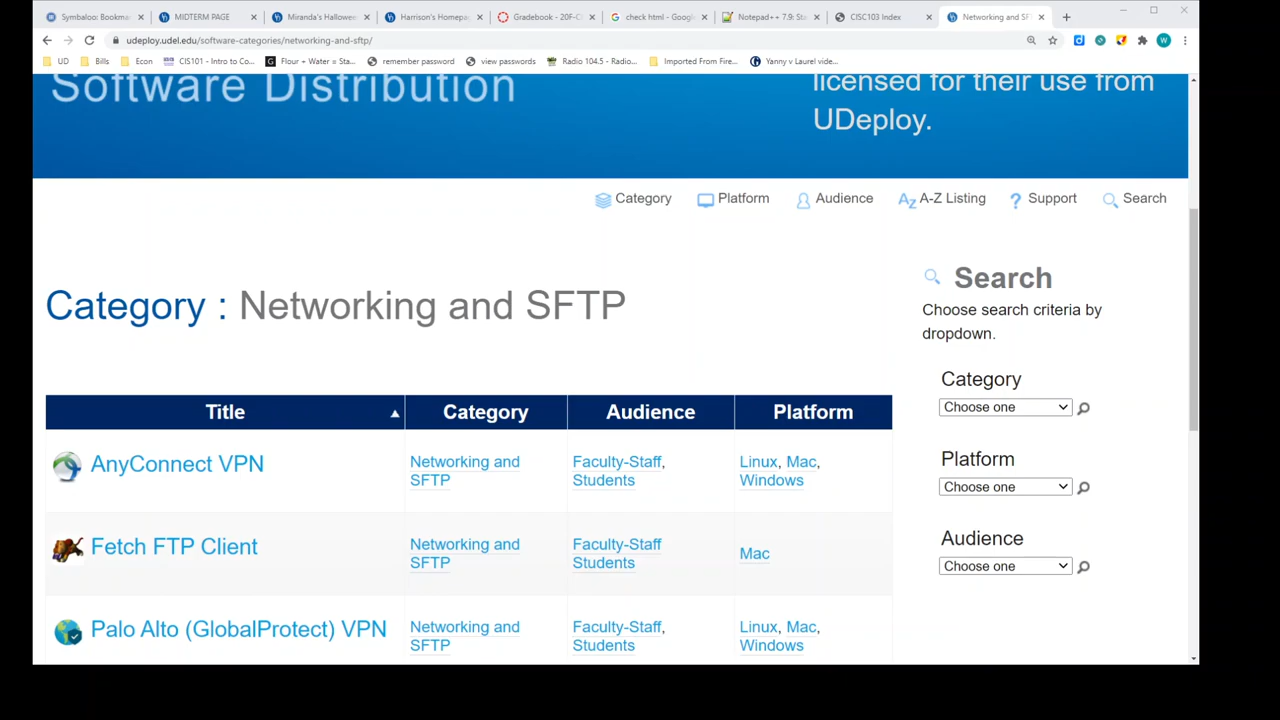 Symbaloo: Bookma
MIDTERM PAGE
Miranda's Hallowee
Harrison's Homepa
Gradebook - 20F-C
check html - Google
Notepad++ 7.9: Sta
CISC103 Index
Networking and SF
udeploy.udel.edu/software-categories/networking-and-sftp/
UD
Bills
Econ
CIS101 - Intro to Co...
Flour + Water = Sta...
remember password
view passwords
Radio 104.5 - Radio...
Imported From Fire...
Yanny v Laurel vide...
Software Distribution
licensed for their use from
UDeploy.
Category
Platform
Audience
A-Z Listing
Support
Search
Category : Networking and SFTP
Search
Choose search criteria by
dropdown.
Category
Choose one
Platform
Choose one
Audience
Choose one
Title Category Audience Platform
AnyConnect VPN
Networking and
SFTP
Faculty-Staff,
Students
Linux, Mac,
Windows
Fetch FTP Client
Networking and
SFTP
Faculty-Staff
Students
Mac
Palo Alto (GlobalProtect) VPN
Networking and
SFTP
Faculty-Staff,
Students
Linux, Mac,
Windows